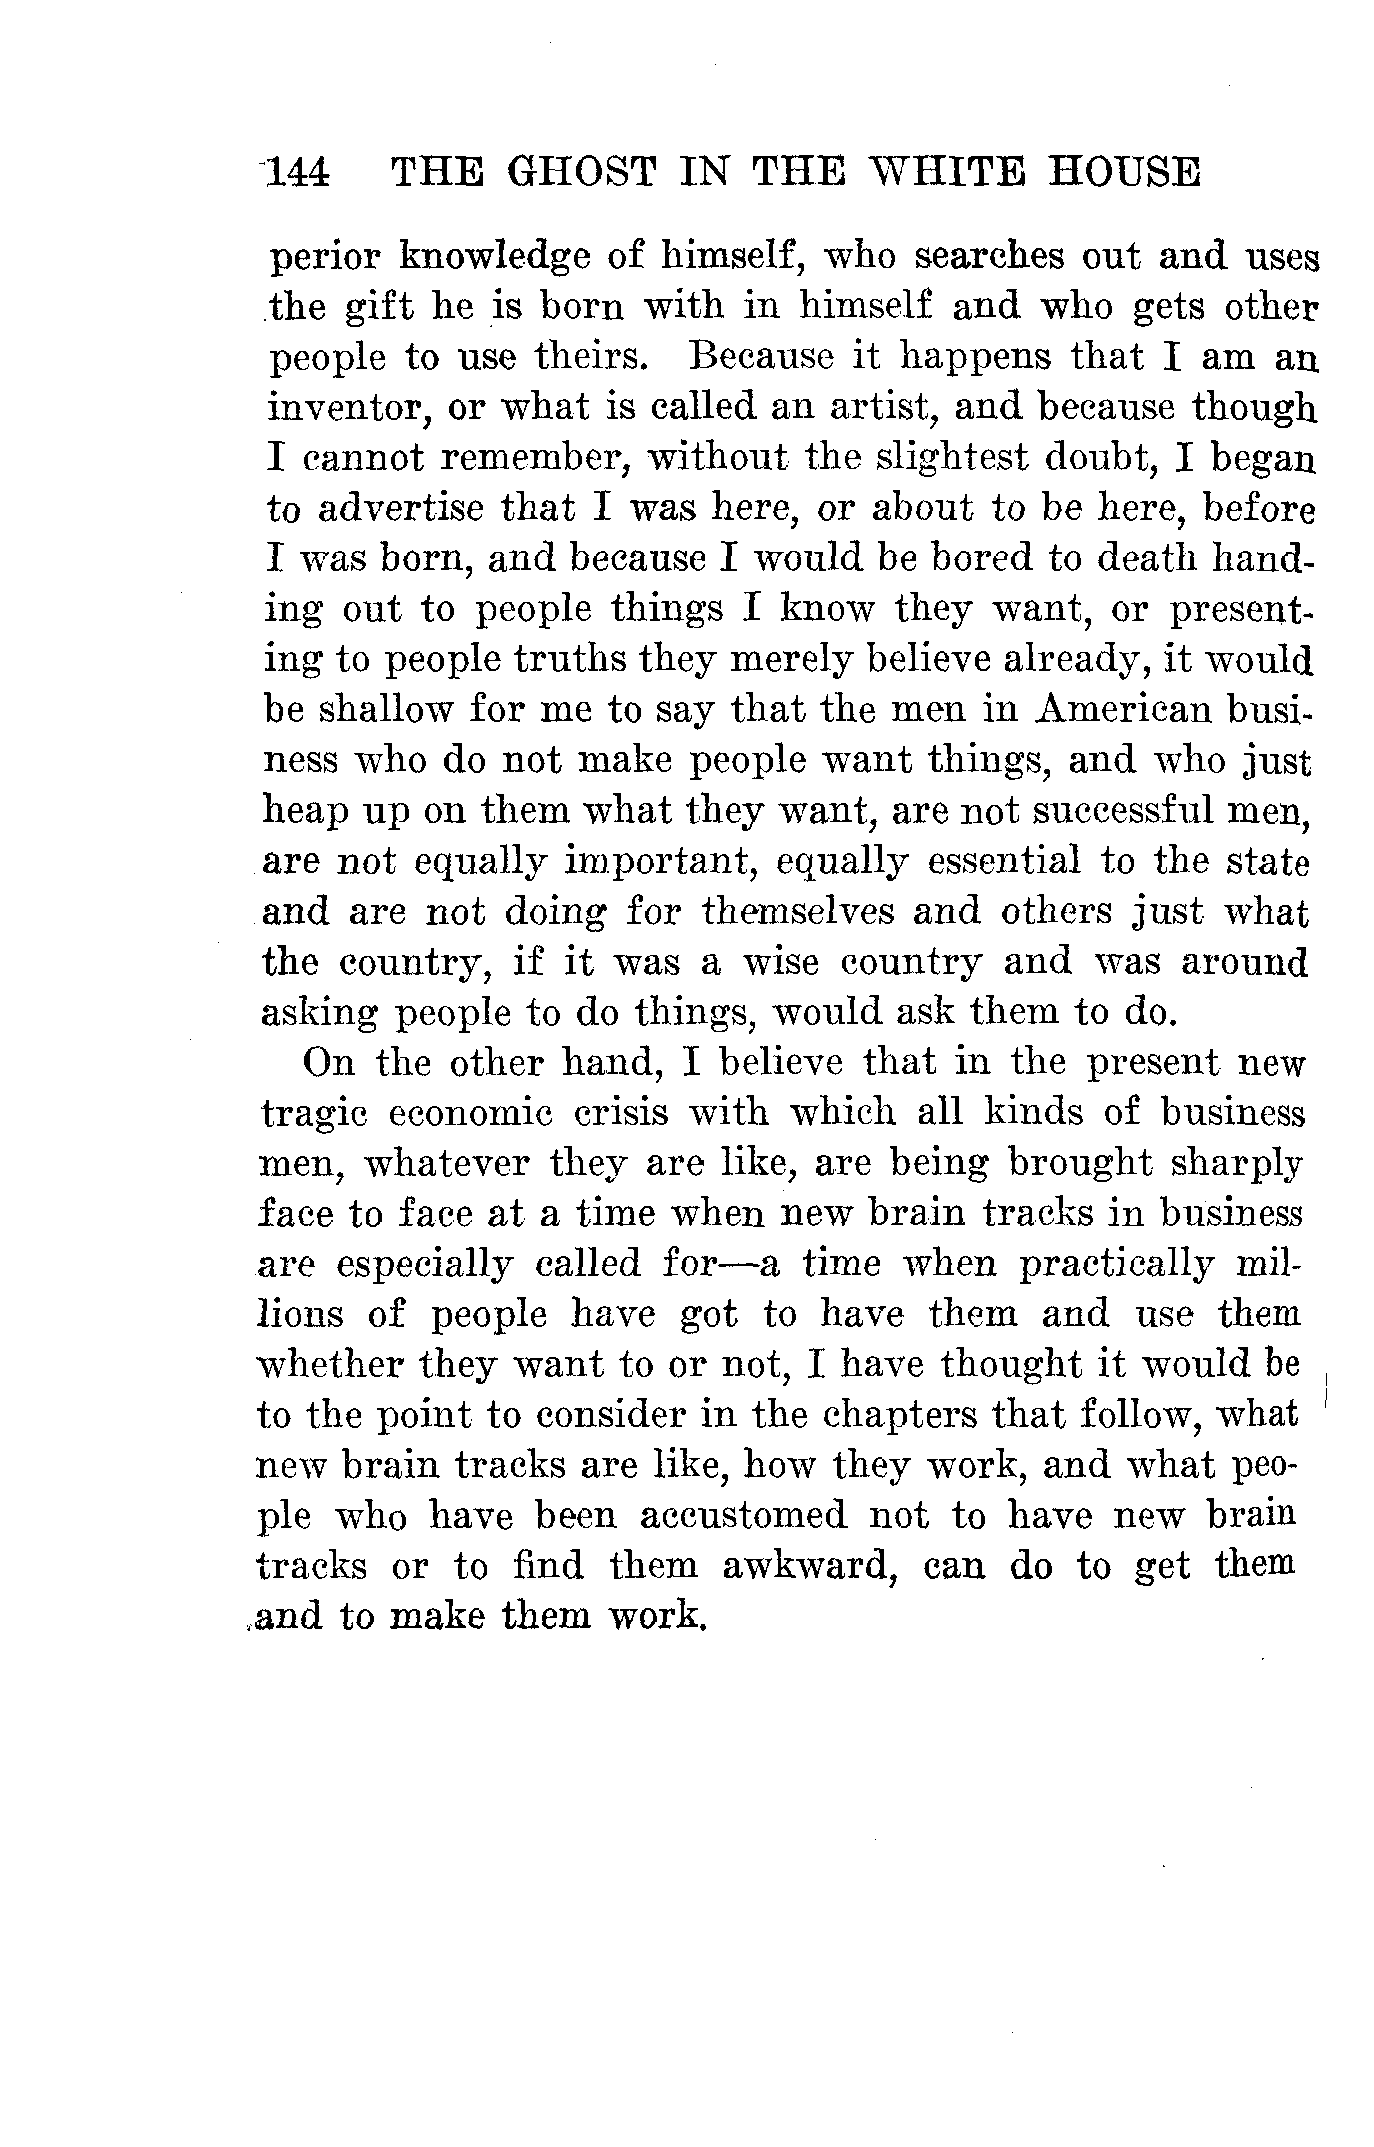 144 THE GHOST IN THE WHITE HOUSE
perior knowledge of himself, who searches out and uses
the gift he is born with in himself and who gets other
people to use theirs. Because it happens that I am an
inventor, or what is called an artist, and because though
I cannot remember, without the slightest doubt, I began
to advertise that I was here, or about to be here, before
I was born, and because I would be bored to death hand-
ing out to people things I know they want, or present-
ing to people truths they merely believe already, it would
be shallow for me to say that the men in American busi-
ness who do not make people want things, and who just
heap up on them what they want, are not successful men,
are not equally important, equally essential to the state
and are not doing for themselves and others just what
the country, if it was a wise country and was around
asking people to do things, would ask them to do.
On the other hand, I believe that in the present new
tragic economic crisis with which all kinds of business
men, whatever they are like, are being brought sharply
face to face at a time when new brain tracks in business
are especially called for—a time when practically mil-
lions of people have got to have them and use them
whether they want to or not, I have thought it would be
to the point to consider in the chapters that follow, what
new brain tracks are like, how they work, and what peo-
ple who have been accustomed not to have new brain
tracks or to find them awkward, can do to get them
and to make them work.